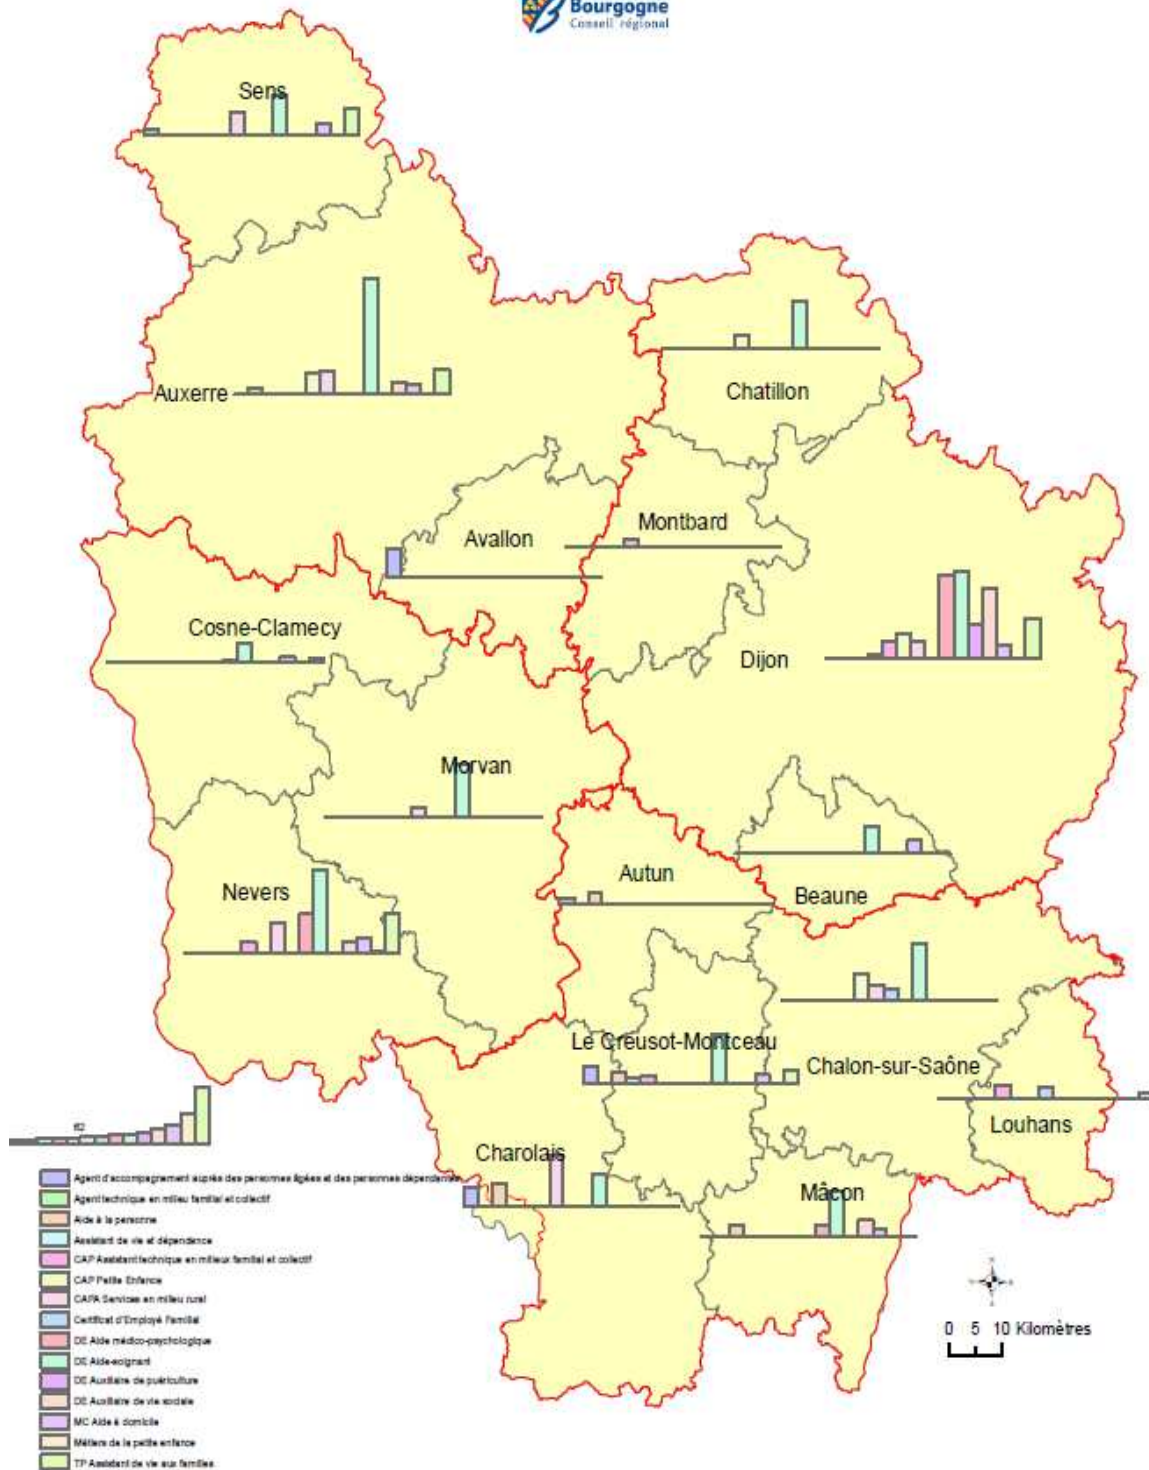 Bourgogne
Conseil régional
Sens
Auxerre
Chatillon
Avallon
Montbard
Cosne-Clamecy
Dijon
Morvan
Autun
Nevers
Beaune
Le Creusot-Montceau
Chalon-sur-Saône
Louhans
Charolais
Mâcon
62
0 5 10 Kilomètres
Agent d'accompagnement auprès des personnes âgées et des personnes dépendantes
Agent technique en milieu familial et collectif
Aide à la personne
Assistant de vie et dépendance
CAP Assistant technique en milieux familial et collectif
CAP Petite Enfance
CAPA Services en milieu rural
Certificat d'Employé Familial
DE Aide médico-psychologique
DE Aide-soignant
DE Auxiliaire de puériculture
DE Auxiliaire de vie sociale
MC Aide à domicile
Métiers de la petite enfance
TP Assistant de vie aux familles